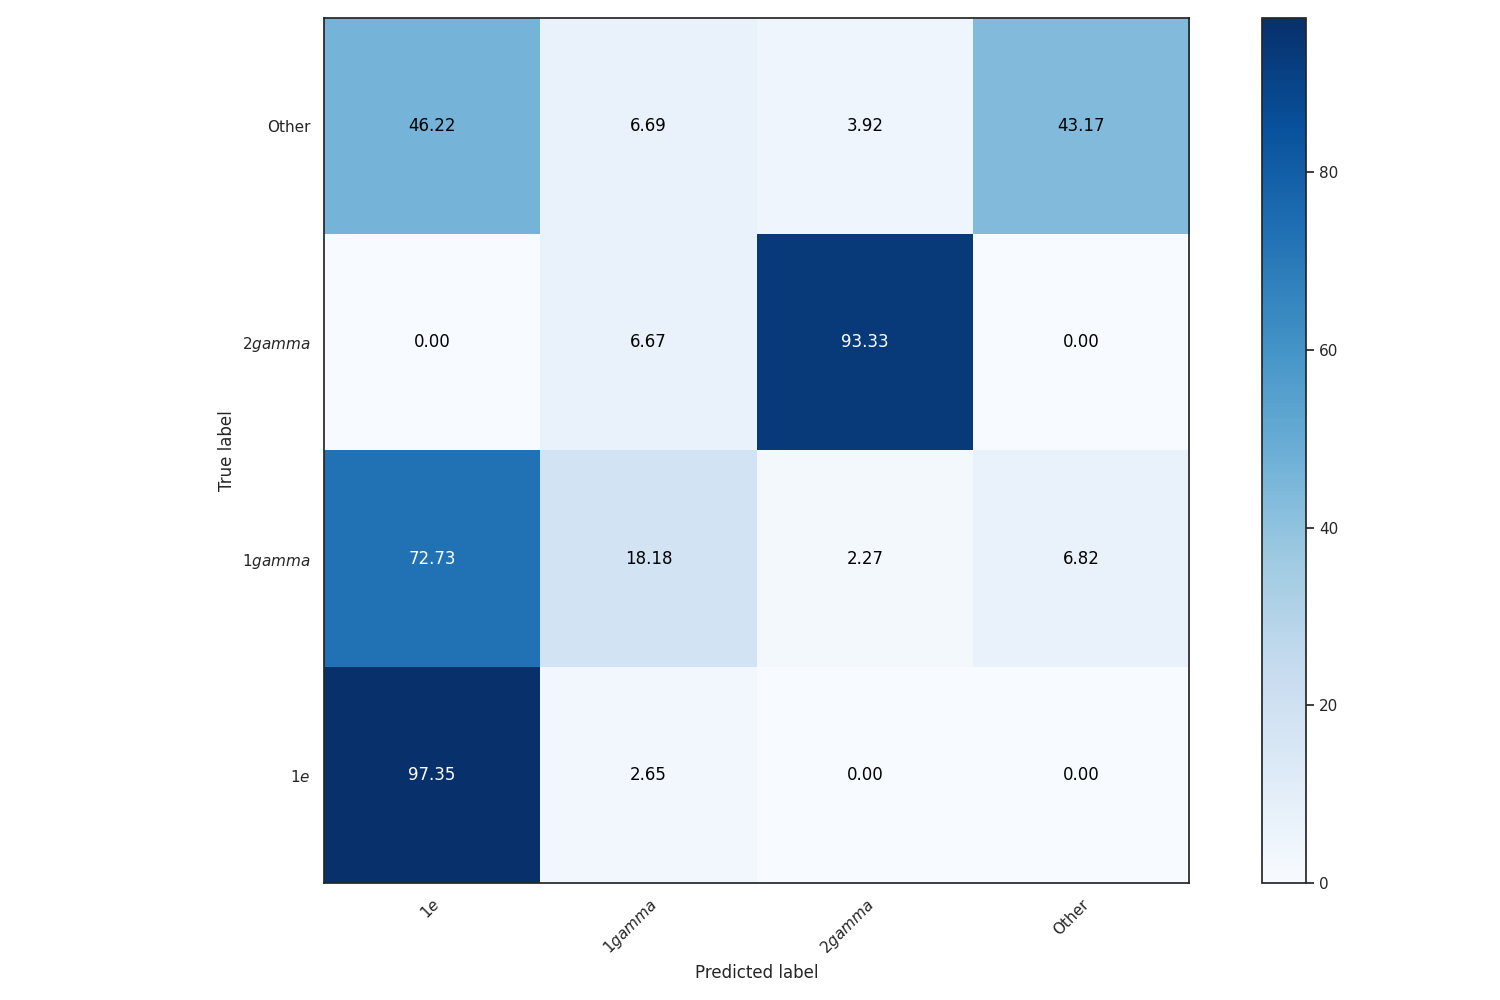 Other 46.22 6.69 3.92 43.17
2gamma 0.00 6.67 93.33 0.00
1gamma 72.73 18.18 2.27 6.82
1e 97.35 2.65 0.00 0.00
True label
1e 1gamma 2gamma Other
Predicted label
80
60
40
20
0